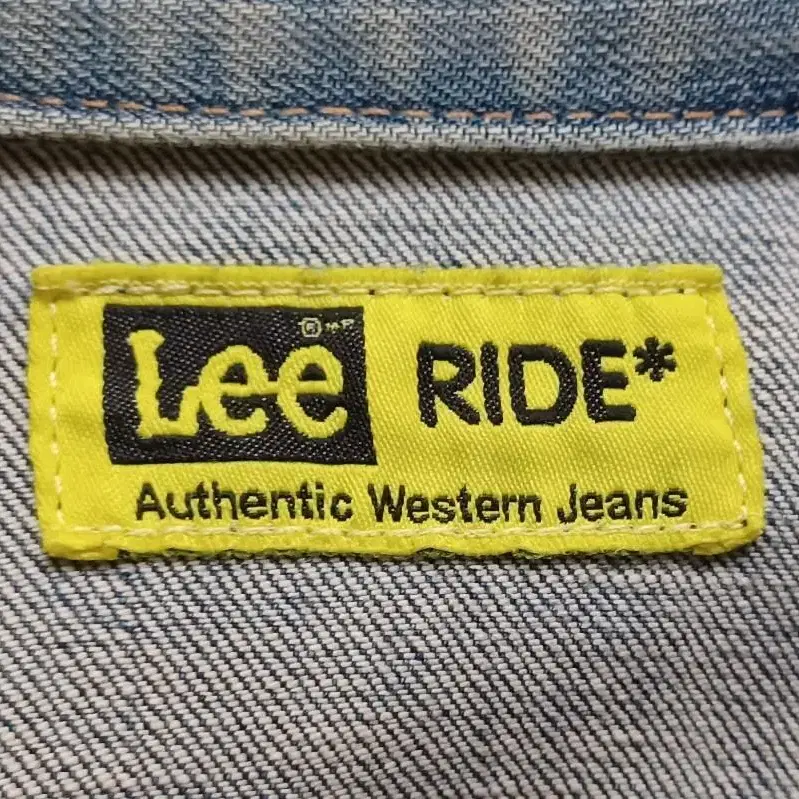 Lee ® M.R. RIDE*
Authentic Western Jeans